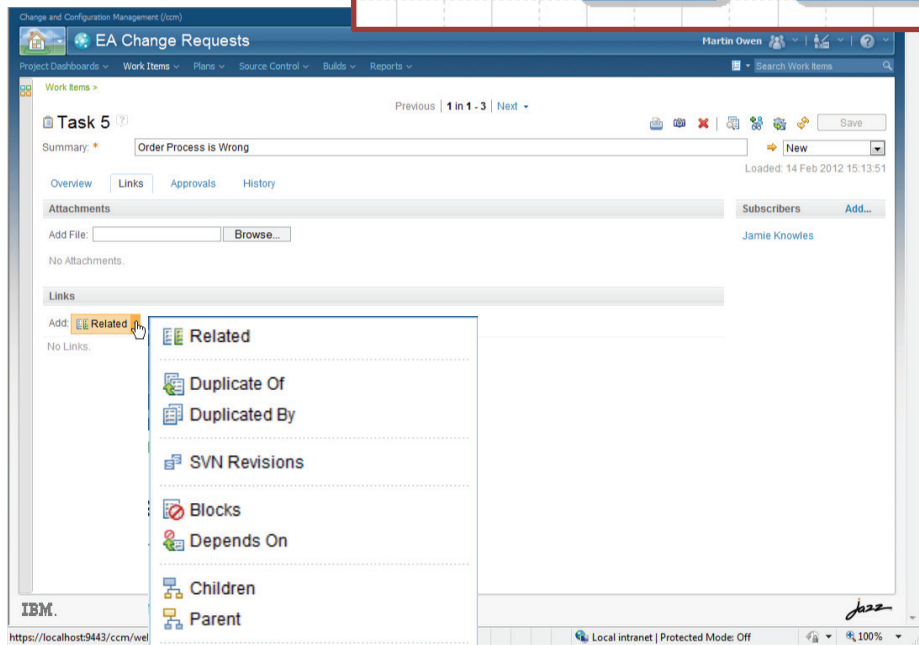 Change and Configuration Management (/ccm)
EA Change Requests
Martin Owen
Project Dashboards Work Items Plans Source Control Builds Reports
Search Work Items
Work Items >
Previous | 1 in 1 - 3 | Next
Task 5 ?
Save
Summary: * Order Process is Wrong
New
Loaded: 14 Feb 2012 15:13:51
Overview Links Approvals History
Attachments
Subscribers Add...
Add File: Browse...
Jamie Knowles
No Attachments.
Links
Add: Related
No Links.
Related
Duplicate Of
Duplicated By
SVN Revisions
Blocks
Depends On
Children
Parent
IBM.
Jazz
https://localhost:9443/ccm/wel
Local intranet | Protected Mode: Off
100%